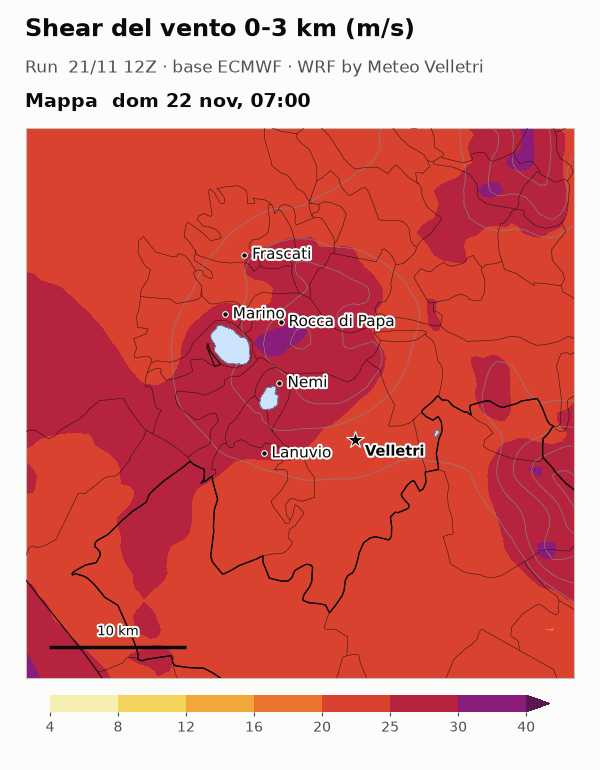 Shear del vento 0-3 km (m/s)
Run  21/11 12Z · base ECMWF · WRF by Meteo Velletri
Mappa  dom 22 nov, 07:00
Frascati
Marino
Rocca di Papa
Nemi
Velletri
Lanuvio
10 km
4 8 12 16 20 25 30 40